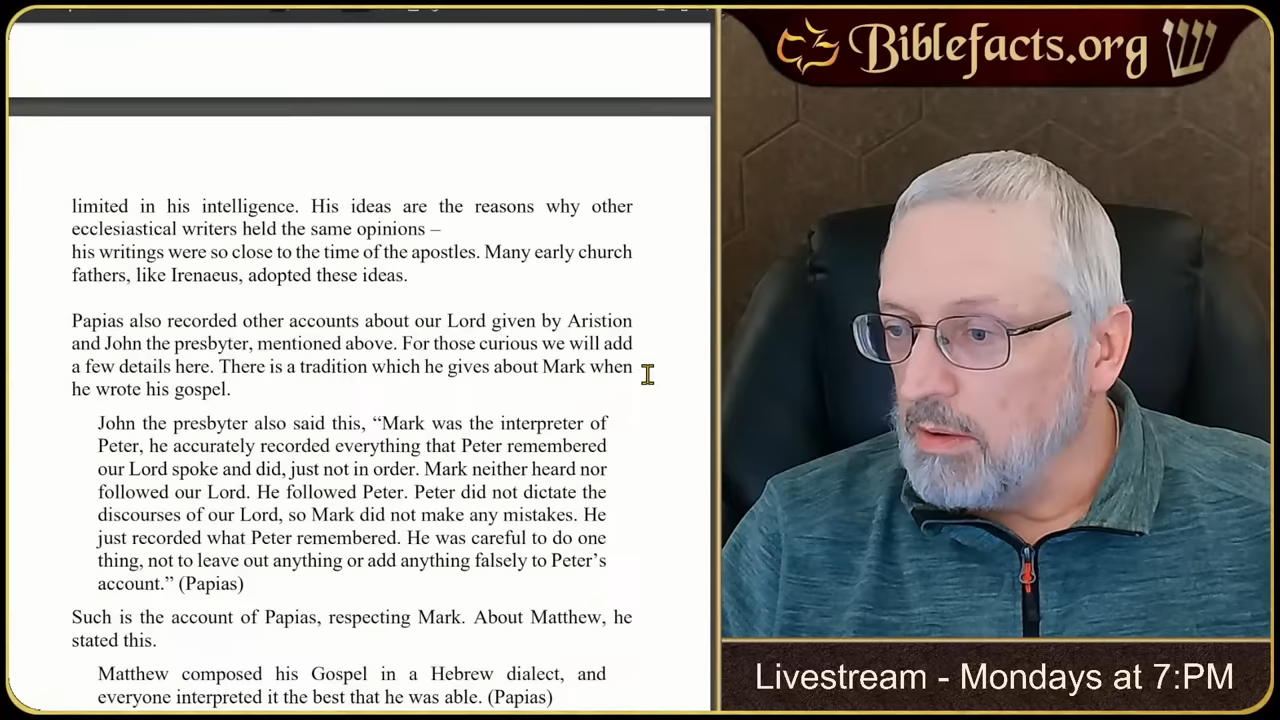 limited in his intelligence. His ideas are the reasons why other
ecclesiastical writers held the same opinions –
his writings were so close to the time of the apostles. Many early church
fathers, like Irenaeus, adopted these ideas.
Papias also recorded other accounts about our Lord given by Aristion
and John the presbyter, mentioned above. For those curious we will add
a few details here. There is a tradition which he gives about Mark when
he wrote his gospel.
John the presbyter also said this, “Mark was the interpreter of
Peter, he accurately recorded everything that Peter remembered
our Lord spoke and did, just not in order. Mark neither heard nor
followed our Lord. He followed Peter. Peter did not dictate the
discourses of our Lord, so Mark did not make any mistakes. He
just recorded what Peter remembered. He was careful to do one
thing, not to leave out anything or add anything falsely to Peter’s
account.” (Papias)
Such is the account of Papias, respecting Mark. About Matthew, he
stated this.
Matthew composed his Gospel in a Hebrew dialect, and
everyone interpreted it the best that he was able. (Papias)
Biblefacts.org
Livestream - Mondays at 7:PM